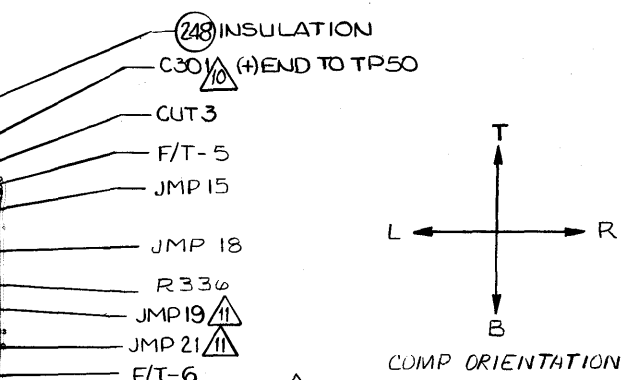 248 INSULATION
C301 10 (+) END TO TP50
CUT 3
F/T-5
JMP 15
JMP 18
R336
JMP 19 11
JMP 21 11
F/T-6
T
L R
B
COMP ORIENTATION